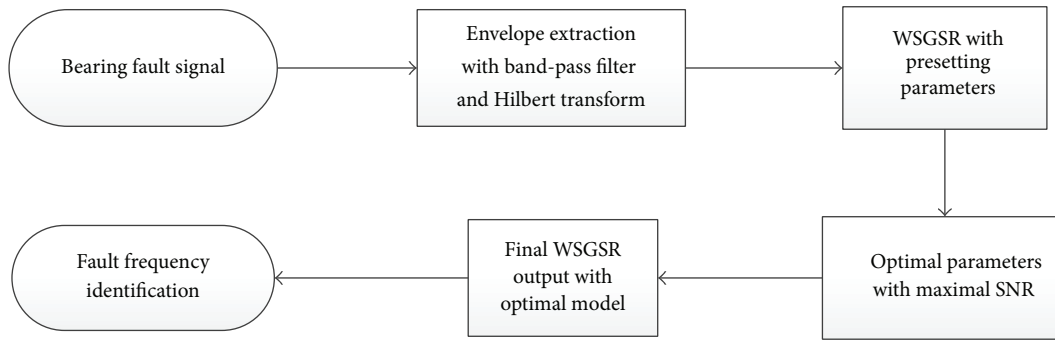 Bearing fault signal
Envelope extraction
with band-pass filter
and Hilbert transform
WSGSR with
presetting
parameters
Optimal parameters
with maximal SNR
Final WSGSR
output with
optimal model
Fault frequency
identification